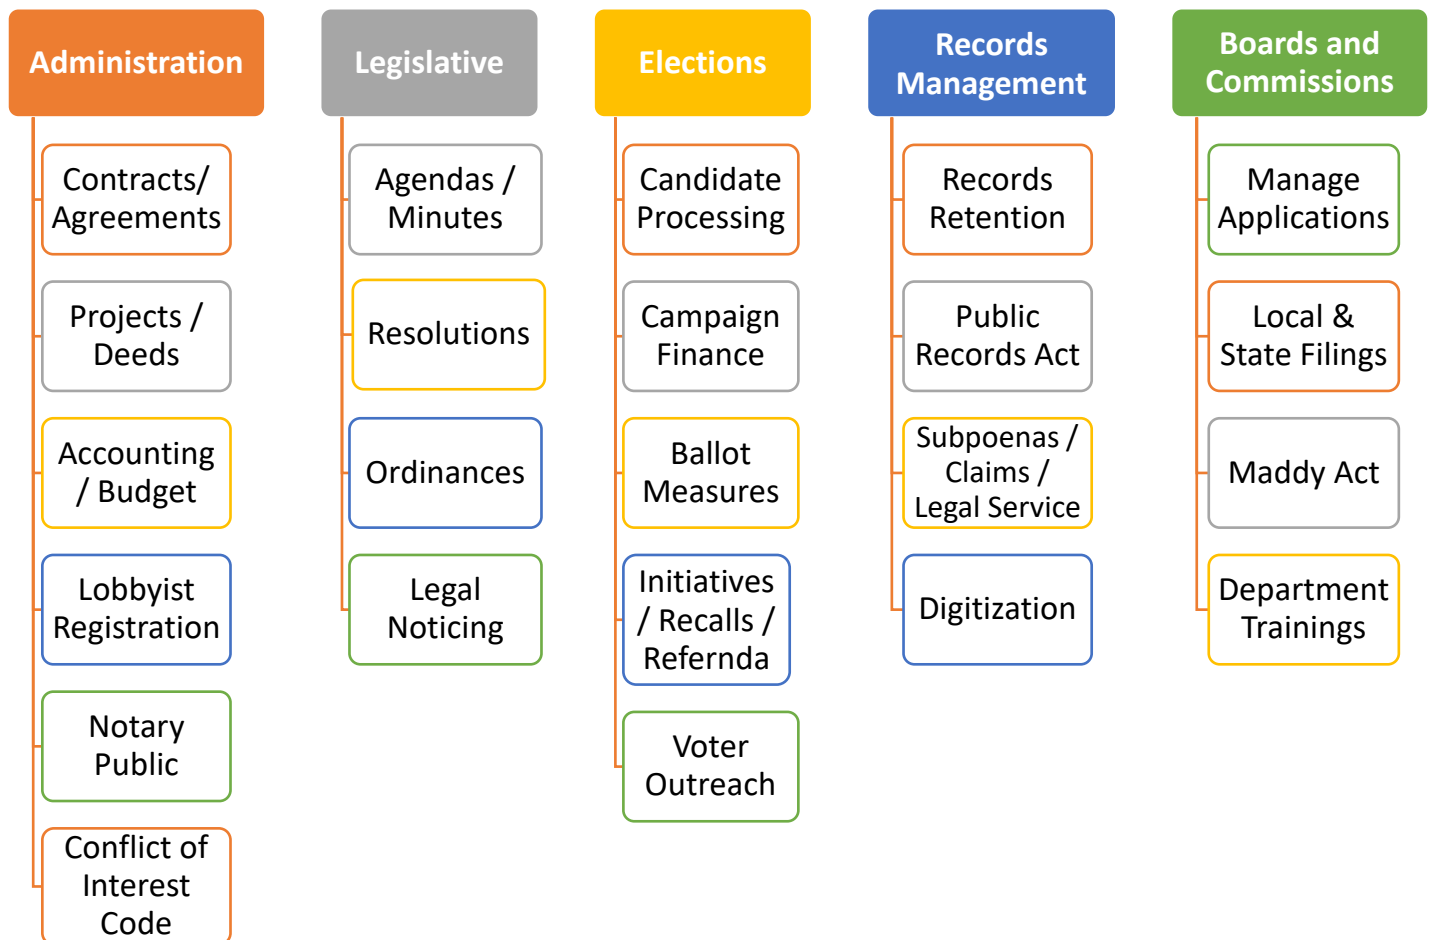 Administration
Contracts/
Agreements
Projects /
Deeds
Accounting
/ Budget
Lobbyist
Registration
Notary
Public
Conflict of
Interest
Code
Legislative
Agendas /
Minutes
Resolutions
Ordinances
Legal
Noticing
Elections
Candidate
Processing
Campaign
Finance
Ballot
Measures
Initiatives
/ Recalls /
Refernda
Voter
Outreach
Records
Management
Records
Retention
Public
Records Act
Subpoenas /
Claims /
Legal Service
Digitization
Boards and
Commissions
Manage
Applications
Local &
State Filings
Maddy Act
Department
Trainings